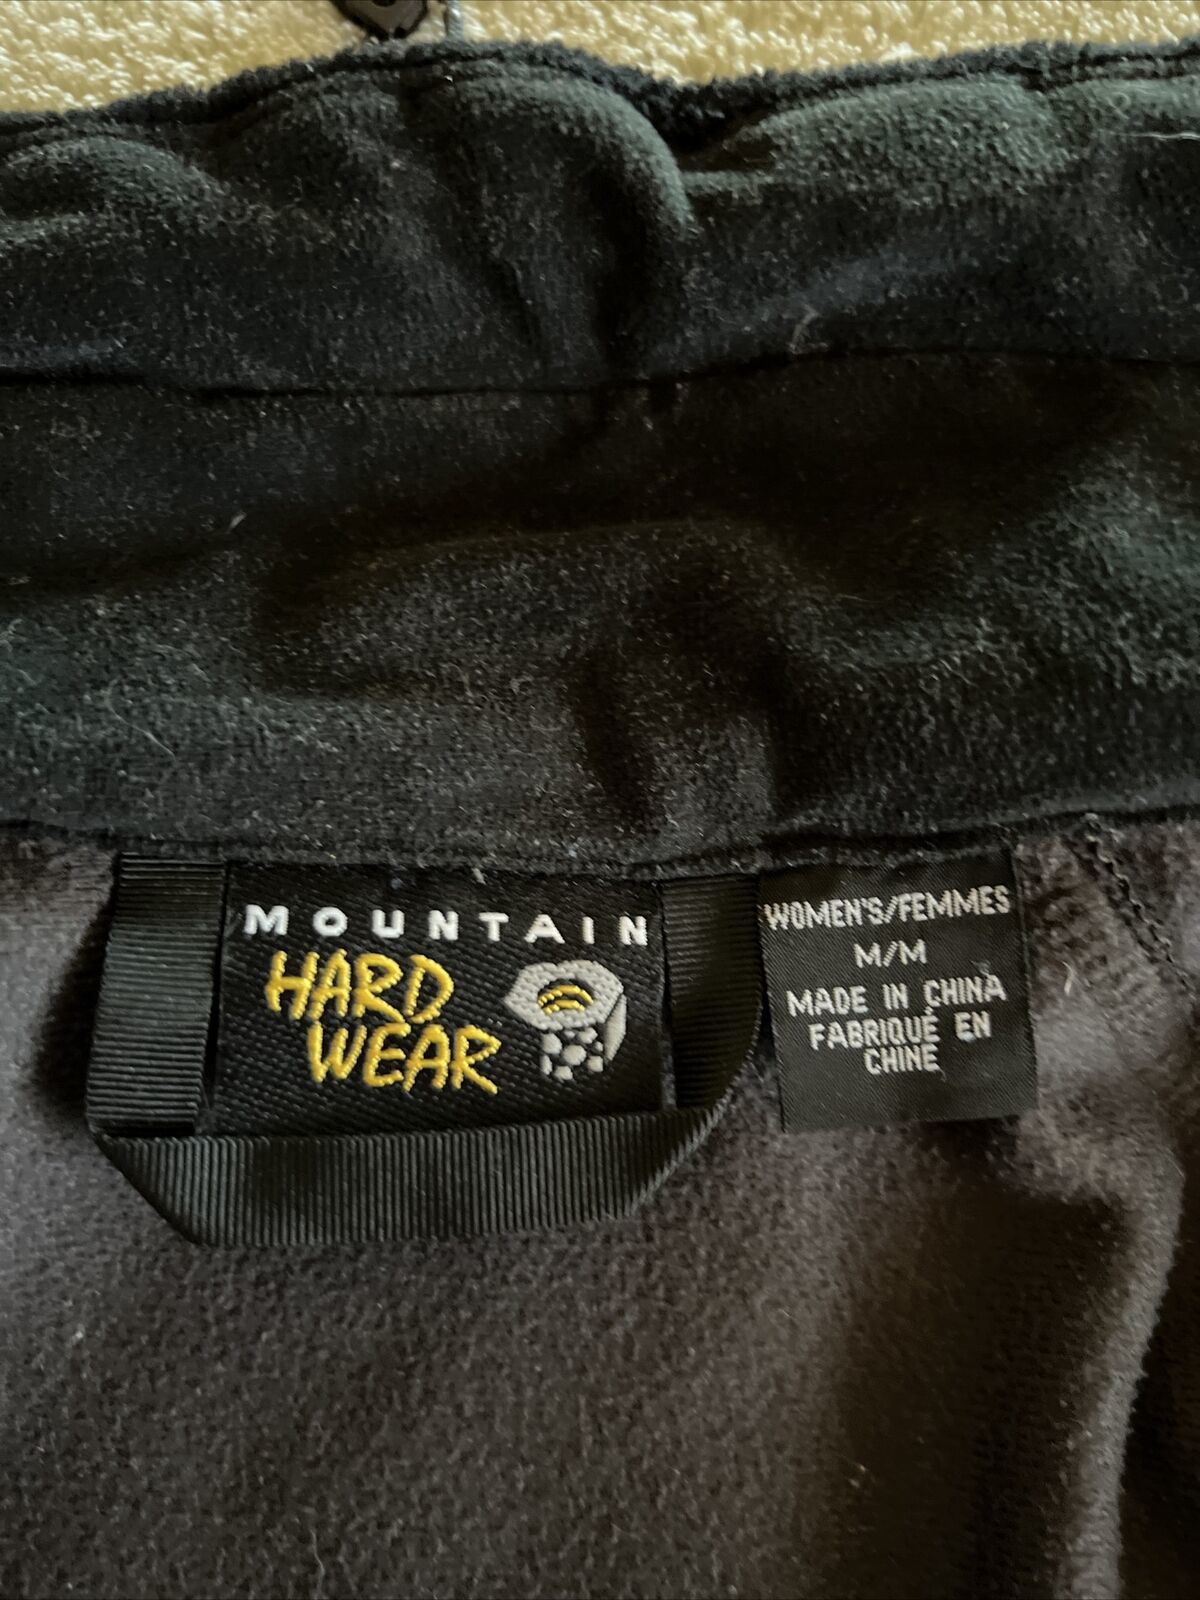 MOUNTAIN
HARD
WEAR
WOMEN'S/FEMMES
M/M
MADE IN CHINA
FABRIQUÉ EN
CHINE